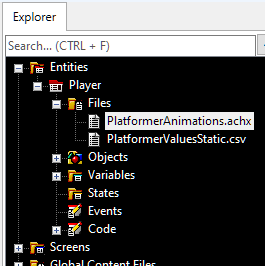 Explorer
Search... (CTRL + F)
Entities
Player
Files
PlatformerAnimations.achx
PlatformerValuesStatic.csv
Objects
Variables
States
Events
Code
Screens
Global Content Files